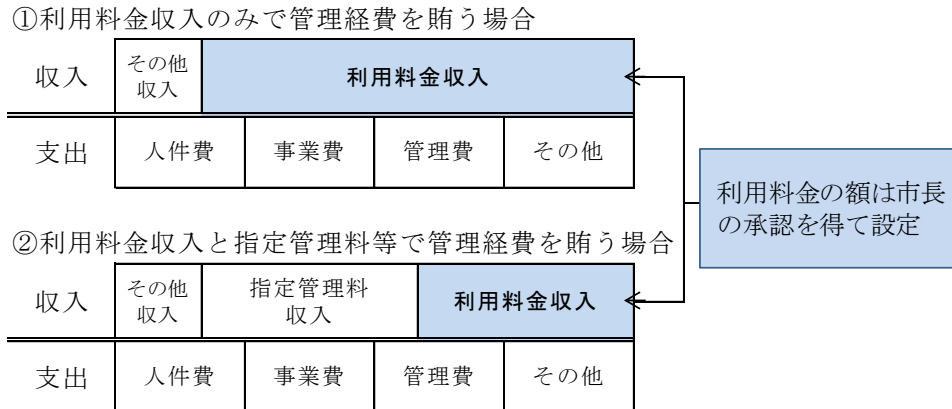 ①利用料金収入のみで管理経費を賄う場合
収入
その他
収入
利用料金収入
支出
人件費
事業費
管理費
その他
利用料金の額は市長
の承認を得て設定
②利用料金収入と指定管理料等で管理経費を賄う場合
収入
その他
収入
指定管理料
収入
利用料金収入
支出
人件費
事業費
管理費
その他